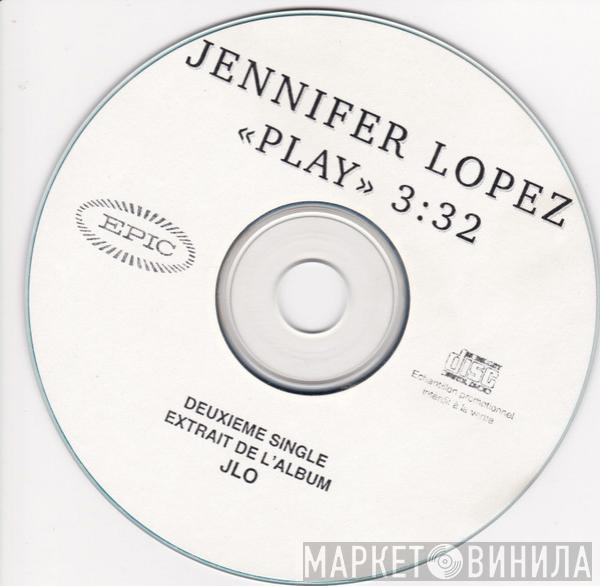 JENNIFER LOPEZ
«PLAY» 3:32
EPIC
disc
Echantillon promotionnel
interdit à la vente
DEUXIEME SINGLE
EXTRAIT DE L'ALBUM
JLO
МАРКЕТ ВИНИЛА